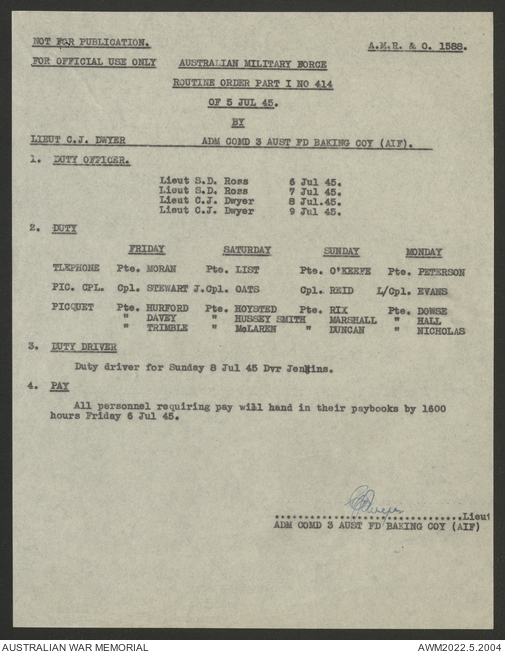 NOT FOR PUBLICATION. A.M.R. & O. 1588.
FOR OFFICIAL USE ONLY AUSTRALIAN MILITARY FORCE
ROUTINE ORDER PART I NO 414
OF 5 JUL 45.
BY
LIEUT C.J. DWYER ADM COMD 3 AUST FD BAKING COY (AIF).
1. DUTY OFFICER.
Lieut S.D. Ross 6 Jul 45.
Lieut S.D. Ross 7 Jul 45.
Lieut C.J. Dwyer 8 Jul.45.
Lieut C.J. Dwyer 9 Jul 45.
2. DUTY
FRIDAY SATURDAY SUNDAY MONDAY
TLEPHONE Pte. MORAN Pte. LIST Pte. O'KEEFE Pte. PETERSON
PIC. CPL. Cpl. STEWART J.Cpl. OATS Cpl. REID L/Cpl. EVANS
PICQUET Pte. HURFORD Pte. HOYSTED Pte. RIX Pte. DOWSE
" DAVEY " HUSSEY SMITH " MARSHALL " HALL
" TRIMBLE " McLAREN " DUNCAN " NICHOLAS
3. DUTY DRIVER
Duty driver for Sunday 8 Jul 45 Dvr Jenkins.
4. PAY
All personnel requiring pay will hand in their paybooks by 1600
hours Friday 6 Jul 45.
CJDwyer
................................Lieut
ADM COMD 3 AUST FD BAKING COY (AIF)
AUSTRALIAN WAR MEMORIAL AWM2022.5.2004